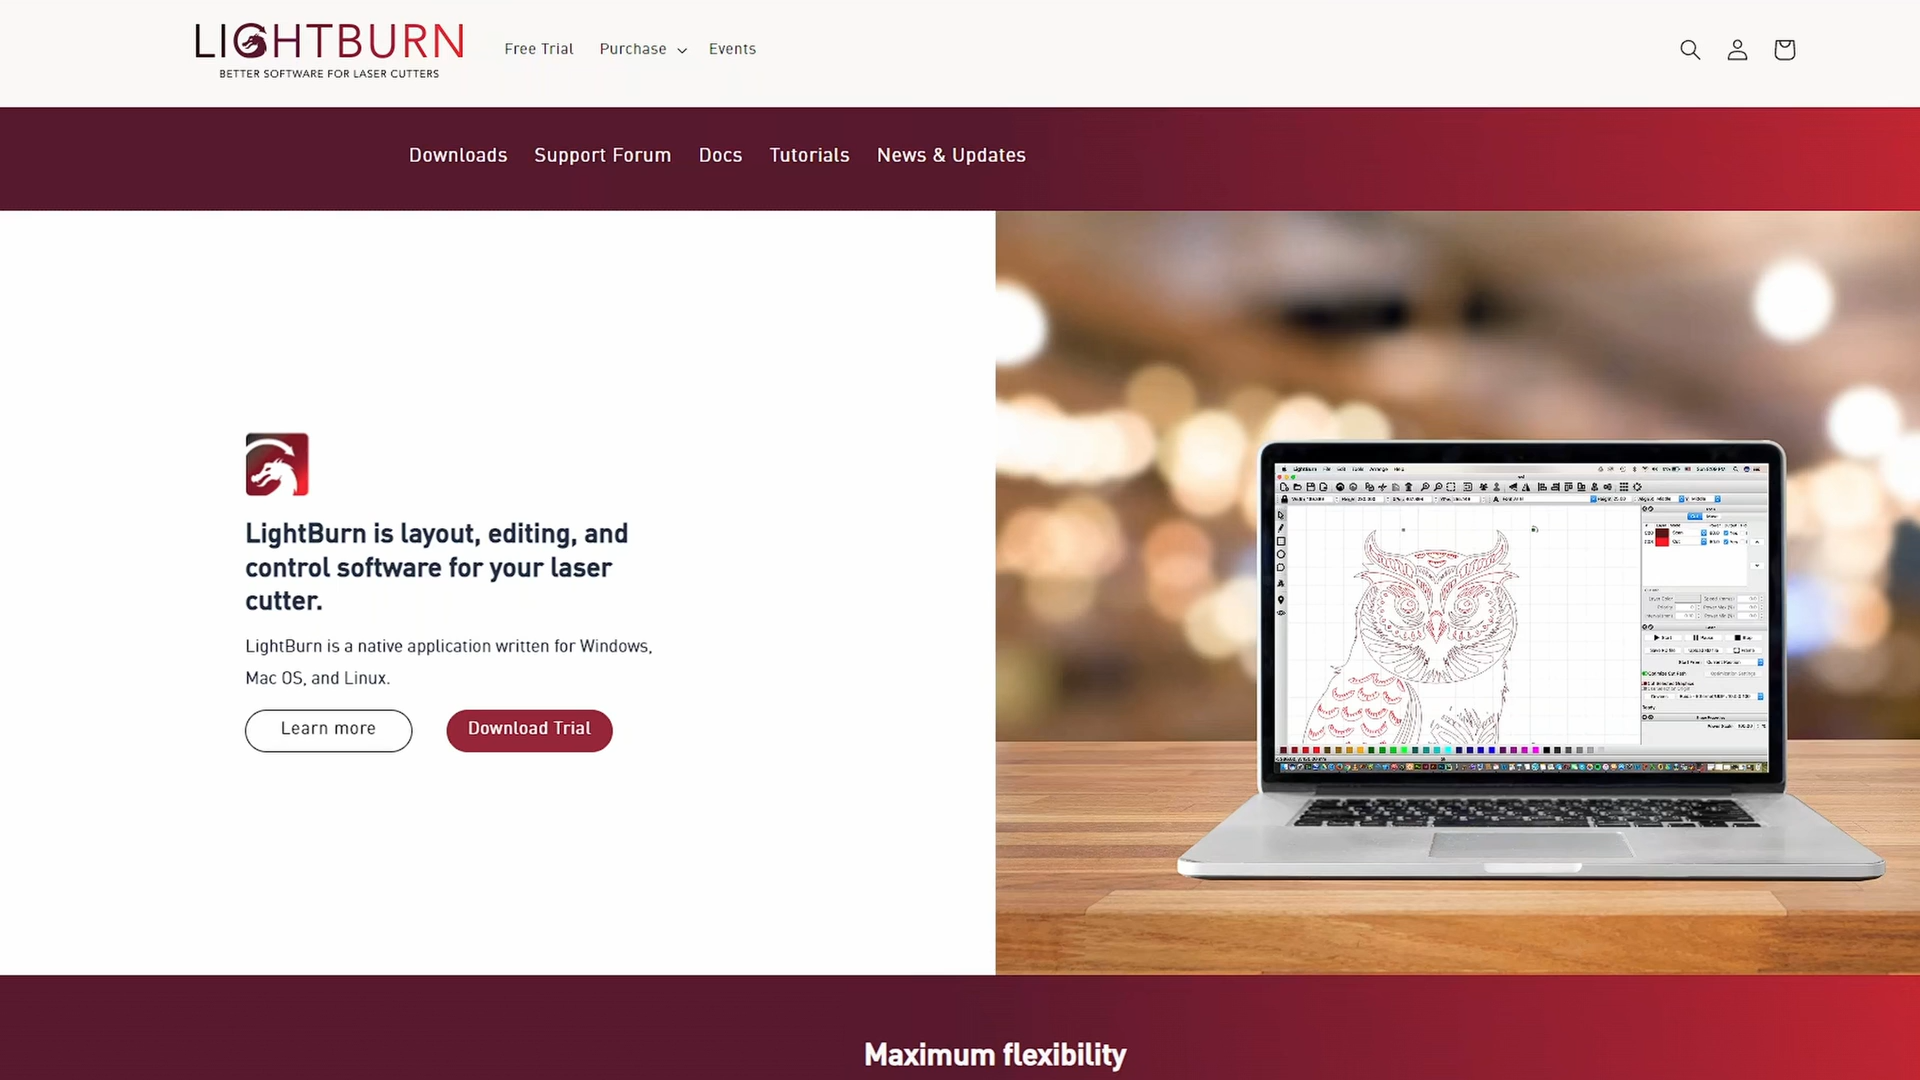 LIGHTBURN
BETTER SOFTWARE FOR LASER CUTTERS
Free Trial Purchase Events
Downloads Support Forum Docs Tutorials News & Updates
LightBurn is layout, editing, and
control software for your laser
cutter.
LightBurn is a native application written for Windows,
Mac OS, and Linux.
Learn more Download Trial
Maximum flexibility